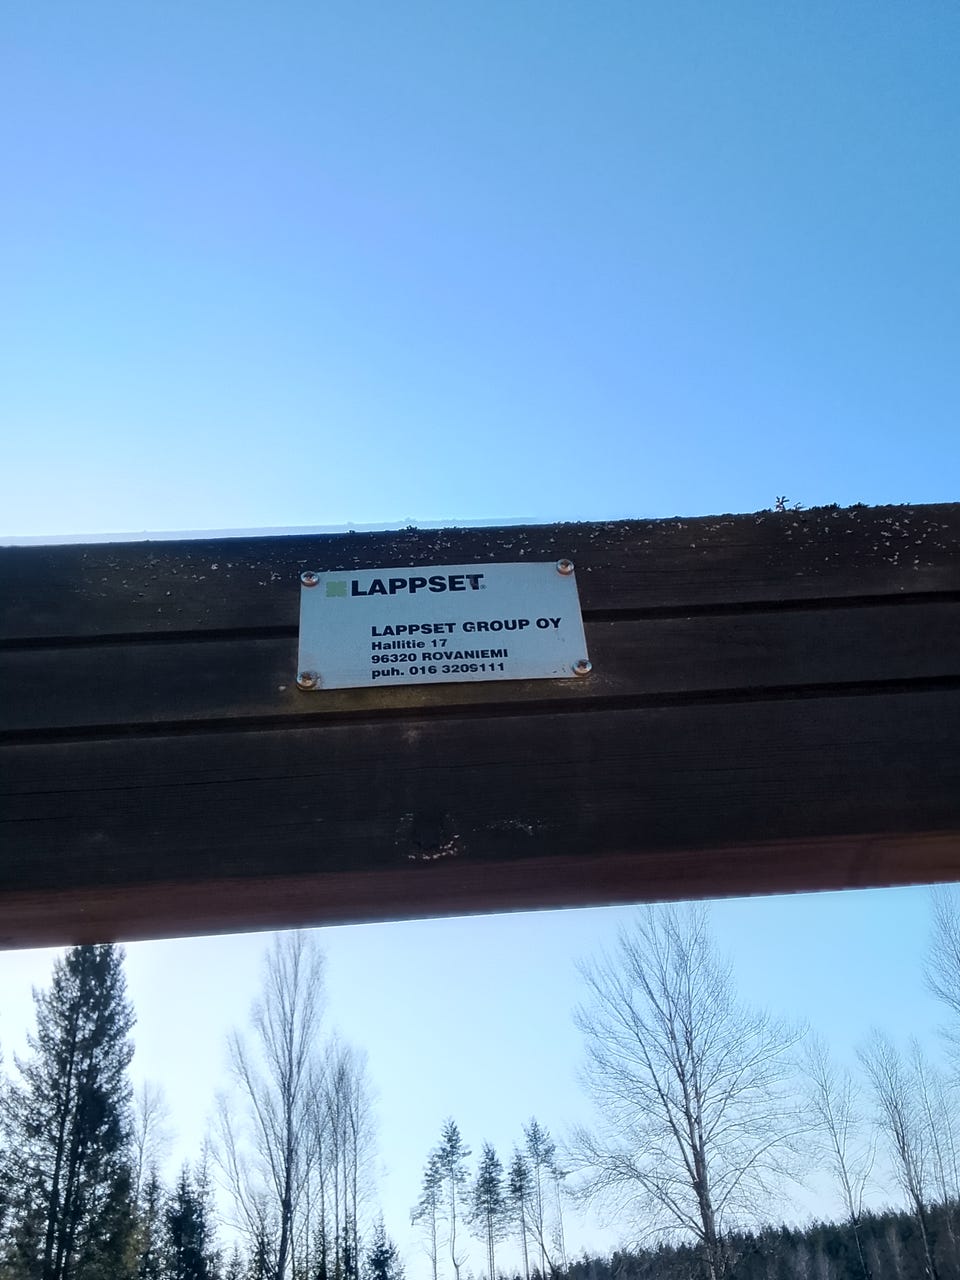 LAPPSET
LAPPSET GROUP OY
Hallitie 17
96320 ROVANIEMI
puh. 016 3209111